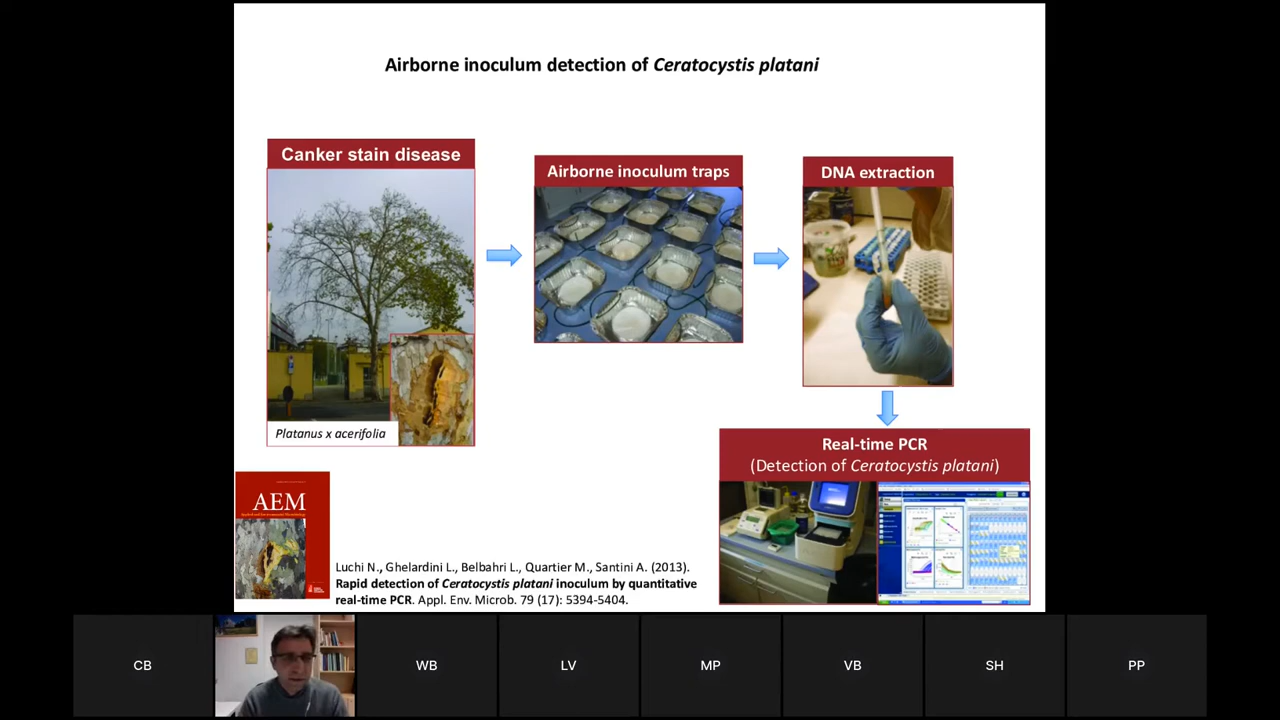 Airborne inoculum detection of Ceratocystis platani
Canker stain disease
Airborne inoculum traps
DNA extraction
Platanus x acerifolia
Real-time PCR
(Detection of Ceratocystis platani)
AEM
Luchi N., Ghelardini L., Belbahri L., Quartier M., Santini A. (2013).
Rapid detection of Ceratocystis platani inoculum by quantitative
real-time PCR. Appl. Env. Microb. 79 (17): 5394-5404.
CB
WB
LV
MP
VB
SH
PP